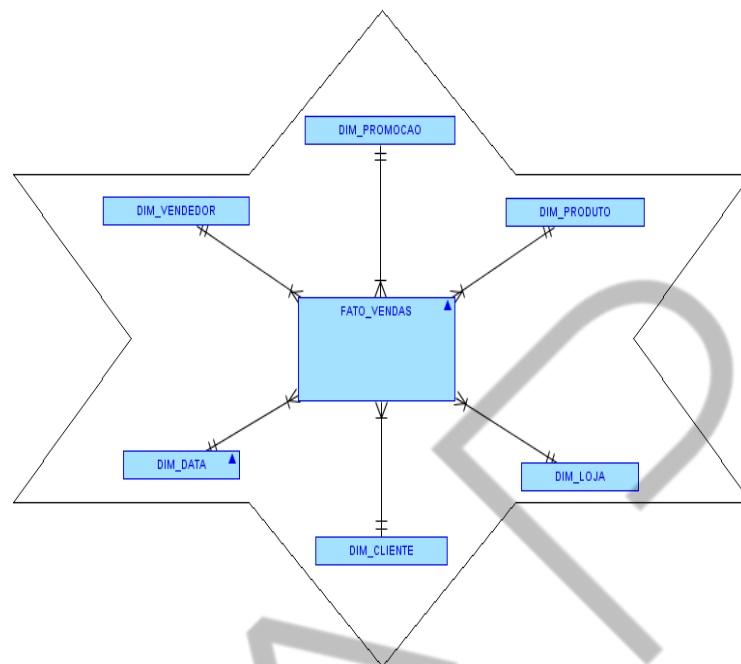 DIM_PROMOCAO
DIM_VENDEDOR
DIM_PRODUTO
FATO_VENDAS
DIM_DATA
DIM_LOJA
DIM_CLIENTE